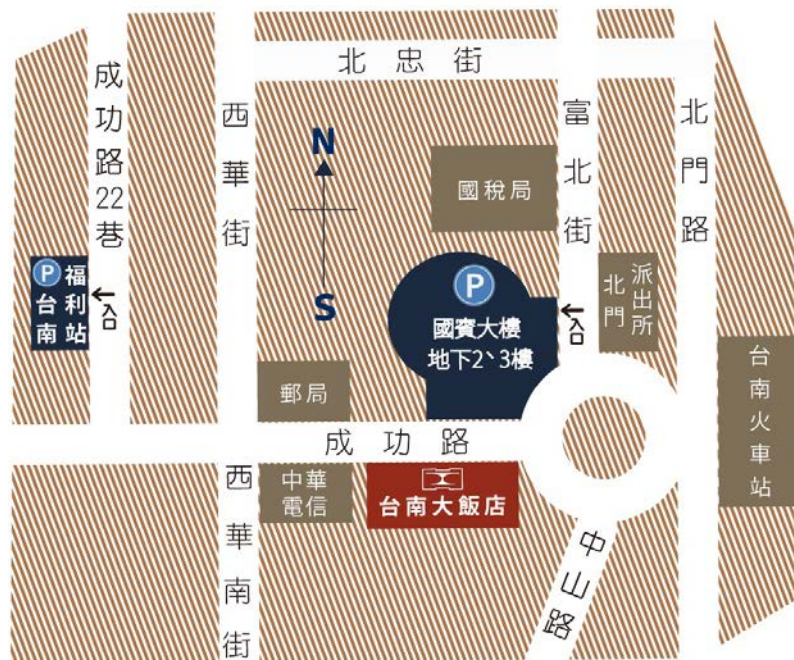 北忠街
成功路22巷
西華街
富北街
北門路
N
S
國稅局
P
國賓大樓
地下2、3樓
入口
北門
派出所
P福利站
台南
入口
郵局
成功路
台南火車站
中華
電信
台南大飯店
西華南街
中山路